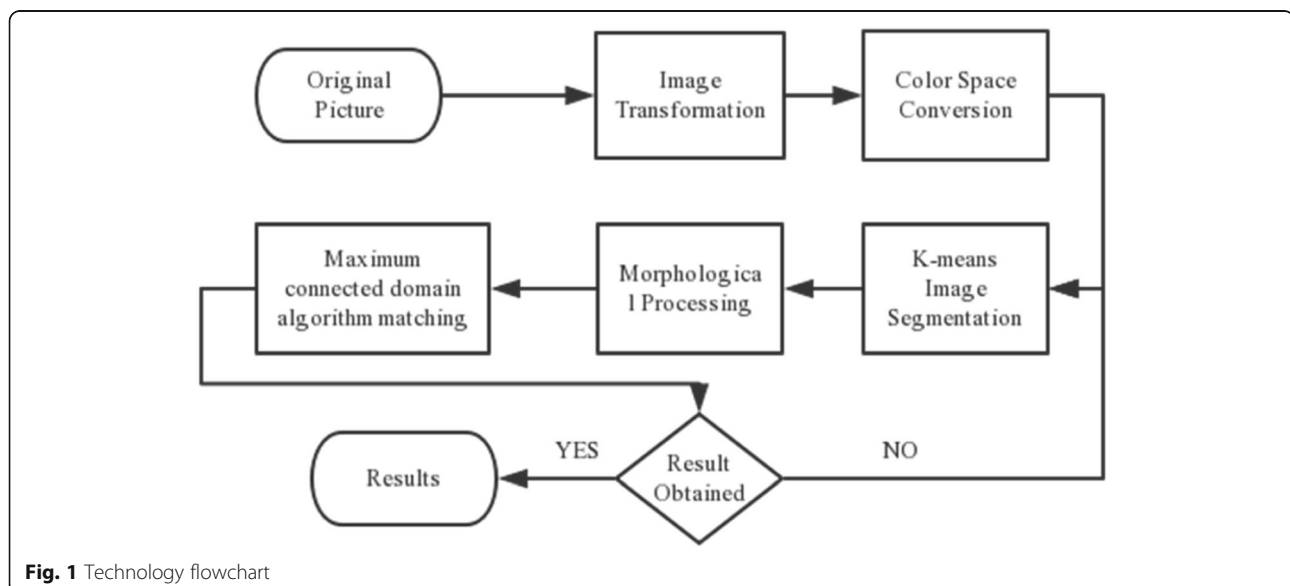 Original
Picture
Image
Transformation
Color Space
Conversion
Maximum
connected domain
algorithm matching
Morphologica
l Processing
K-means
Image
Segmentation
YES
NO
Results
Result
Obtained
Fig. 1 Technology flowchart